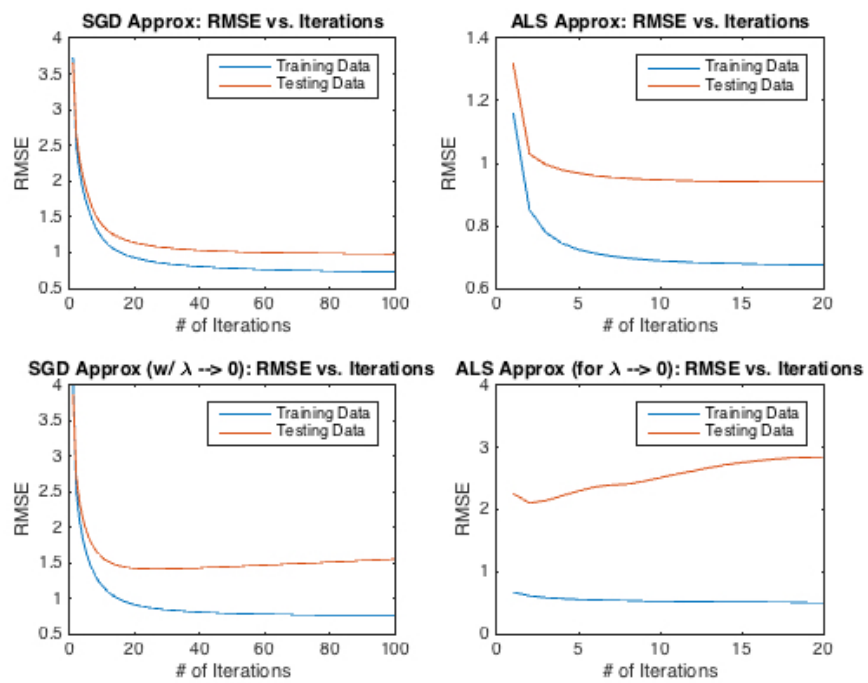 SGD Approx: RMSE vs. Iterations
4
3.5
3
2.5
2
1.5
1
0.5
RMSE
Training Data
Testing Data
0 20 40 60 80 100
# of Iterations
ALS Approx: RMSE vs. Iterations
1.4
1.2
1
0.8
0.6
RMSE
Training Data
Testing Data
0 5 10 15 20
# of Iterations
SGD Approx (w/ λ --> 0): RMSE vs. Iterations
4
3.5
3
2.5
2
1.5
1
0.5
RMSE
Training Data
Testing Data
0 20 40 60 80 100
# of Iterations
ALS Approx (for λ --> 0): RMSE vs. Iterations
4
3
2
1
0
RMSE
Training Data
Testing Data
0 5 10 15 20
# of Iterations